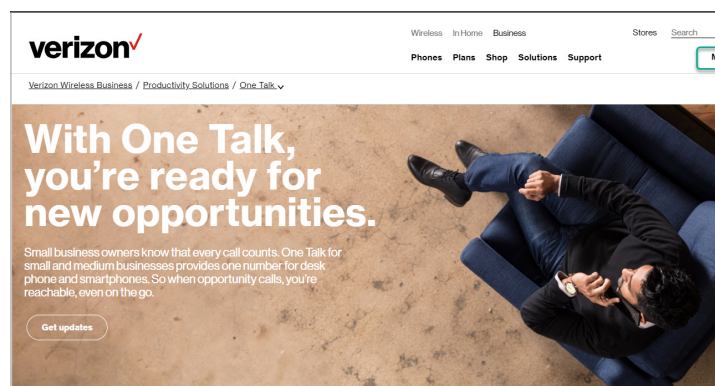 Wireless In Home Business Stores Search
verizon
Phones Plans Shop Solutions Support
Verizon Wireless Business / Productivity Solutions / One Talk
With One Talk,
you're ready for
new opportunities.
Small business owners know that every call counts. One Talk for
small and medium businesses provides one number for desk
phone and smartphones. So when opportunity calls, you're
reachable, even on the go.
Get updates